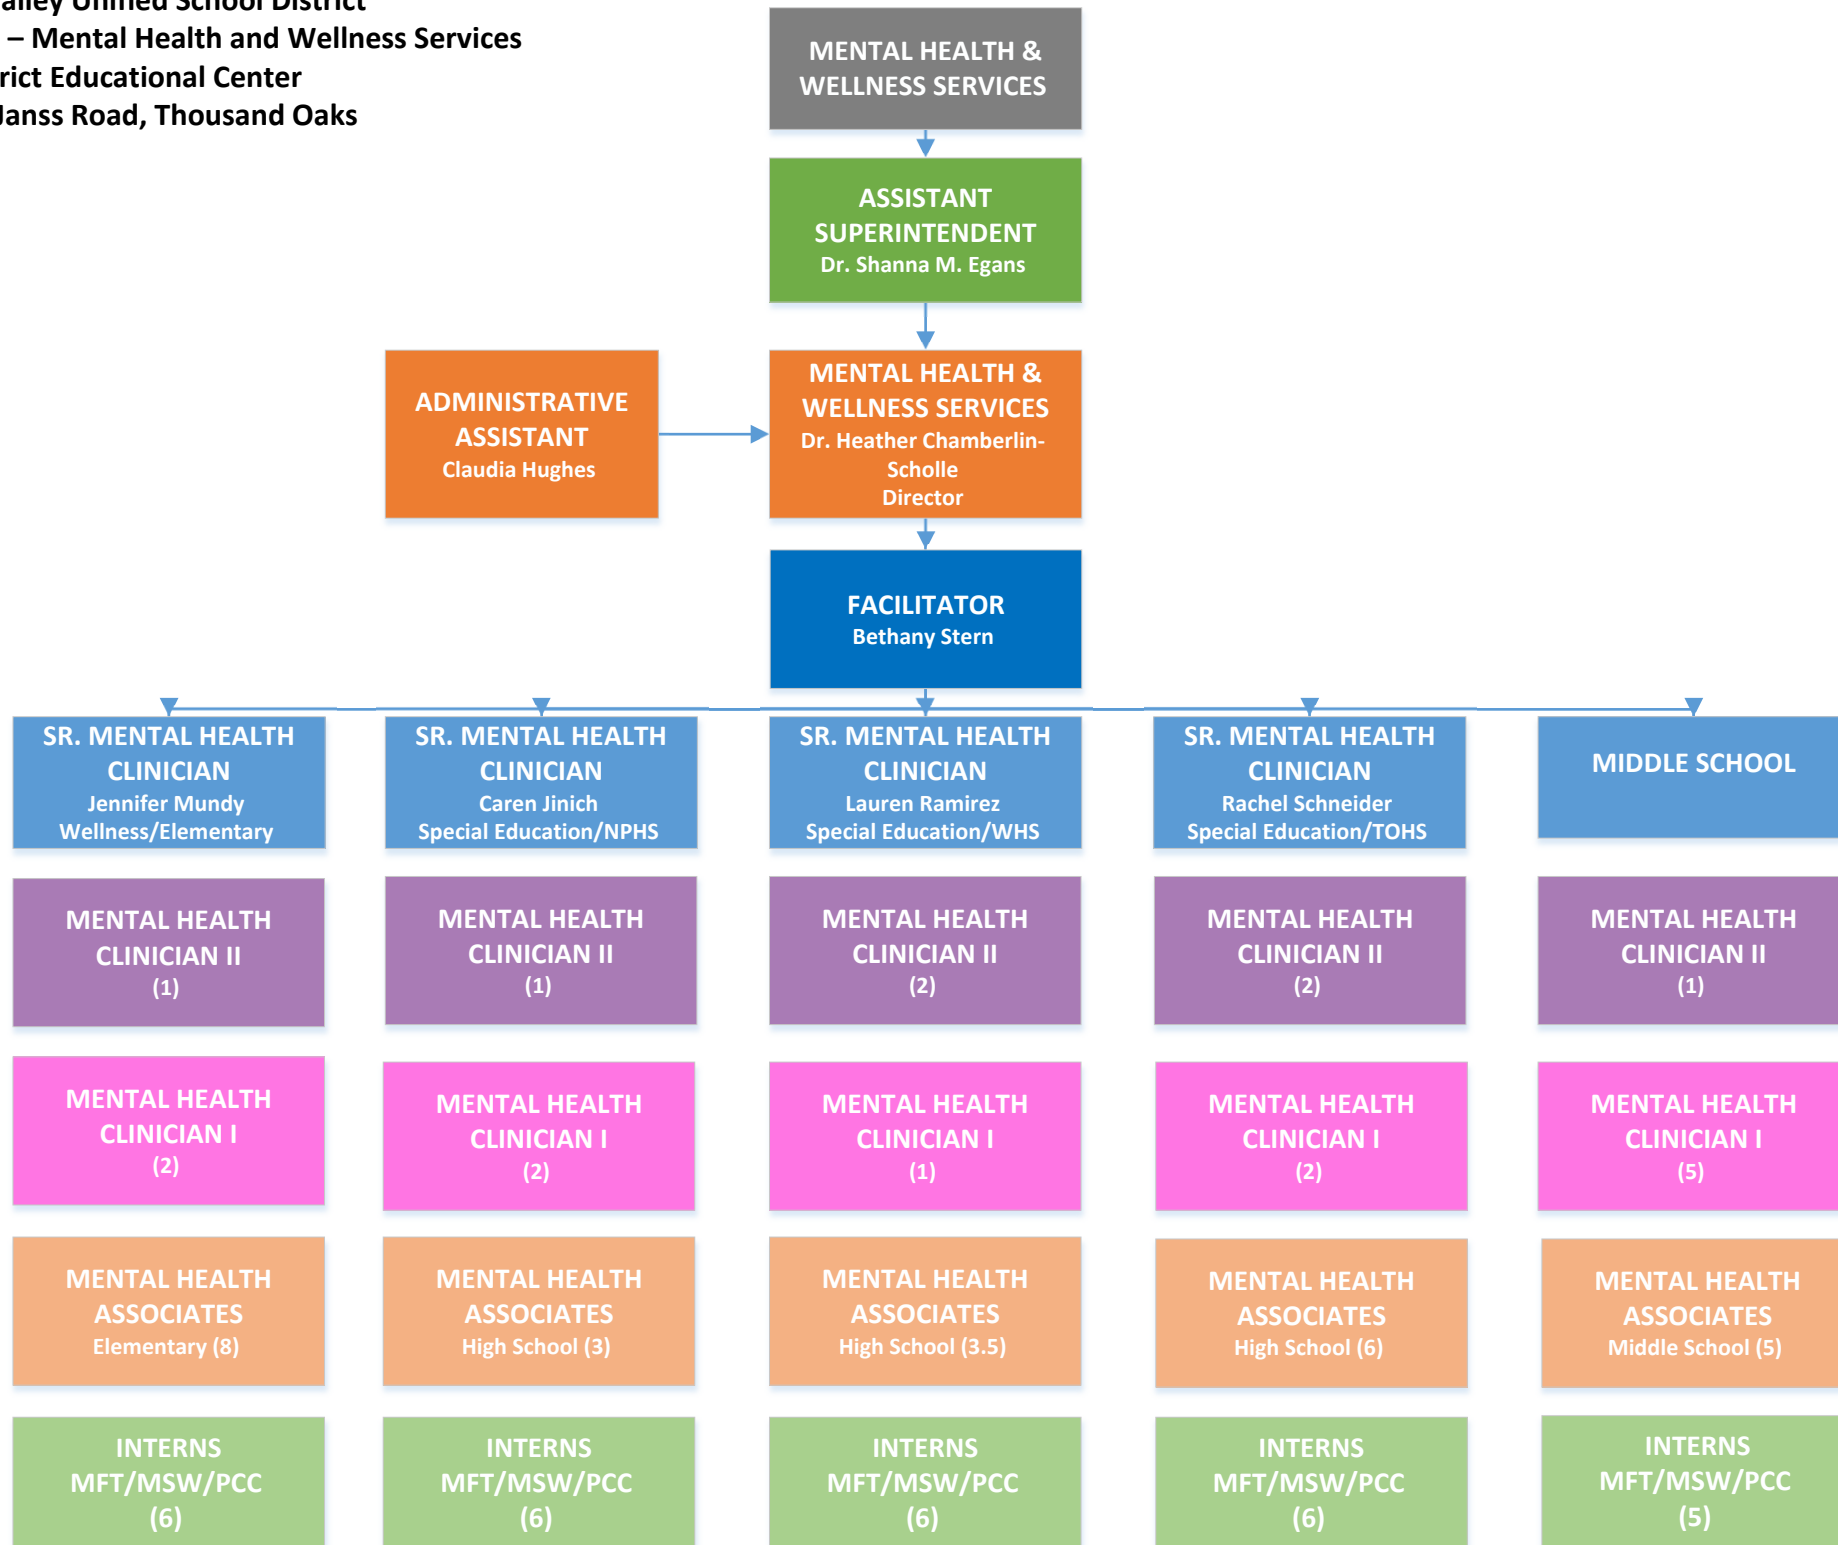 Unified School District
– Mental Health and Wellness Services
Educational Center
Janss Road, Thousand Oaks
MENTAL HEALTH &
WELLNESS SERVICES
ASSISTANT
SUPERINTENDENT
Dr. Shanna M. Egans
ADMINISTRATIVE
ASSISTANT
Claudia Hughes
MENTAL HEALTH &
WELLNESS SERVICES
Dr. Heather Chamberlin-
Scholle
Director
FACILITATOR
Bethany Stern
SR. MENTAL HEALTH
CLINICIAN
Jennifer Mundy
Wellness/Elementary
SR. MENTAL HEALTH
CLINICIAN
Caren Jinich
Special Education/NPHS
SR. MENTAL HEALTH
CLINICIAN
Lauren Ramirez
Special Education/WHS
SR. MENTAL HEALTH
CLINICIAN
Rachel Schneider
Special Education/TOHS
MIDDLE SCHOOL
MENTAL HEALTH
CLINICIAN II
(1)
MENTAL HEALTH
CLINICIAN II
(1)
MENTAL HEALTH
CLINICIAN II
(2)
MENTAL HEALTH
CLINICIAN II
(2)
MENTAL HEALTH
CLINICIAN II
(1)
MENTAL HEALTH
CLINICIAN I
(2)
MENTAL HEALTH
CLINICIAN I
(2)
MENTAL HEALTH
CLINICIAN I
(1)
MENTAL HEALTH
CLINICIAN I
(2)
MENTAL HEALTH
CLINICIAN I
(5)
MENTAL HEALTH
ASSOCIATES
Elementary (8)
MENTAL HEALTH
ASSOCIATES
High School (3)
MENTAL HEALTH
ASSOCIATES
High School (3.5)
MENTAL HEALTH
ASSOCIATES
High School (6)
MENTAL HEALTH
ASSOCIATES
Middle School (5)
INTERNS
MFT/MSW/PCC
(6)
INTERNS
MFT/MSW/PCC
(6)
INTERNS
MFT/MSW/PCC
(6)
INTERNS
MFT/MSW/PCC
(6)
INTERNS
MFT/MSW/PCC
(5)